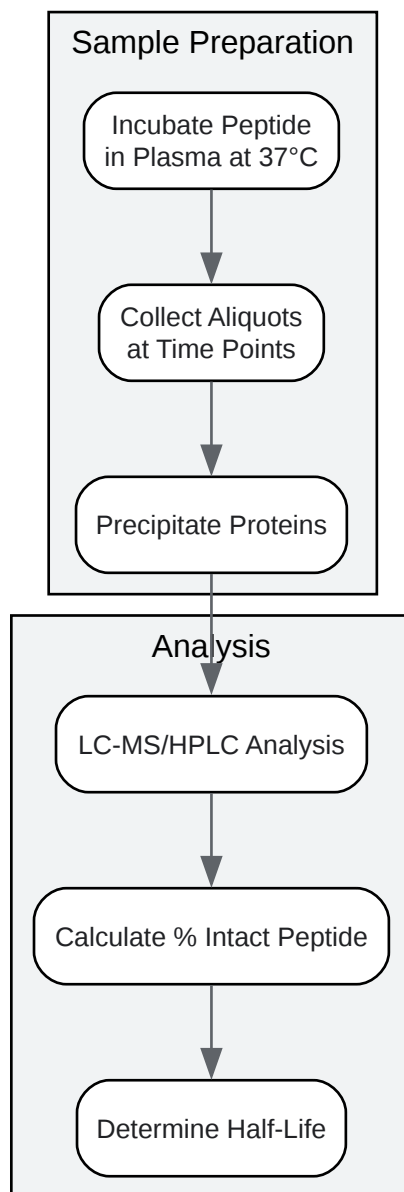 Sample Preparation
Incubate Peptide
in Plasma at 37°C
Collect Aliquots
at Time Points
Precipitate Proteins
Analysis
LC-MS/HPLC Analysis
Calculate % Intact Peptide
Determine Half-Life